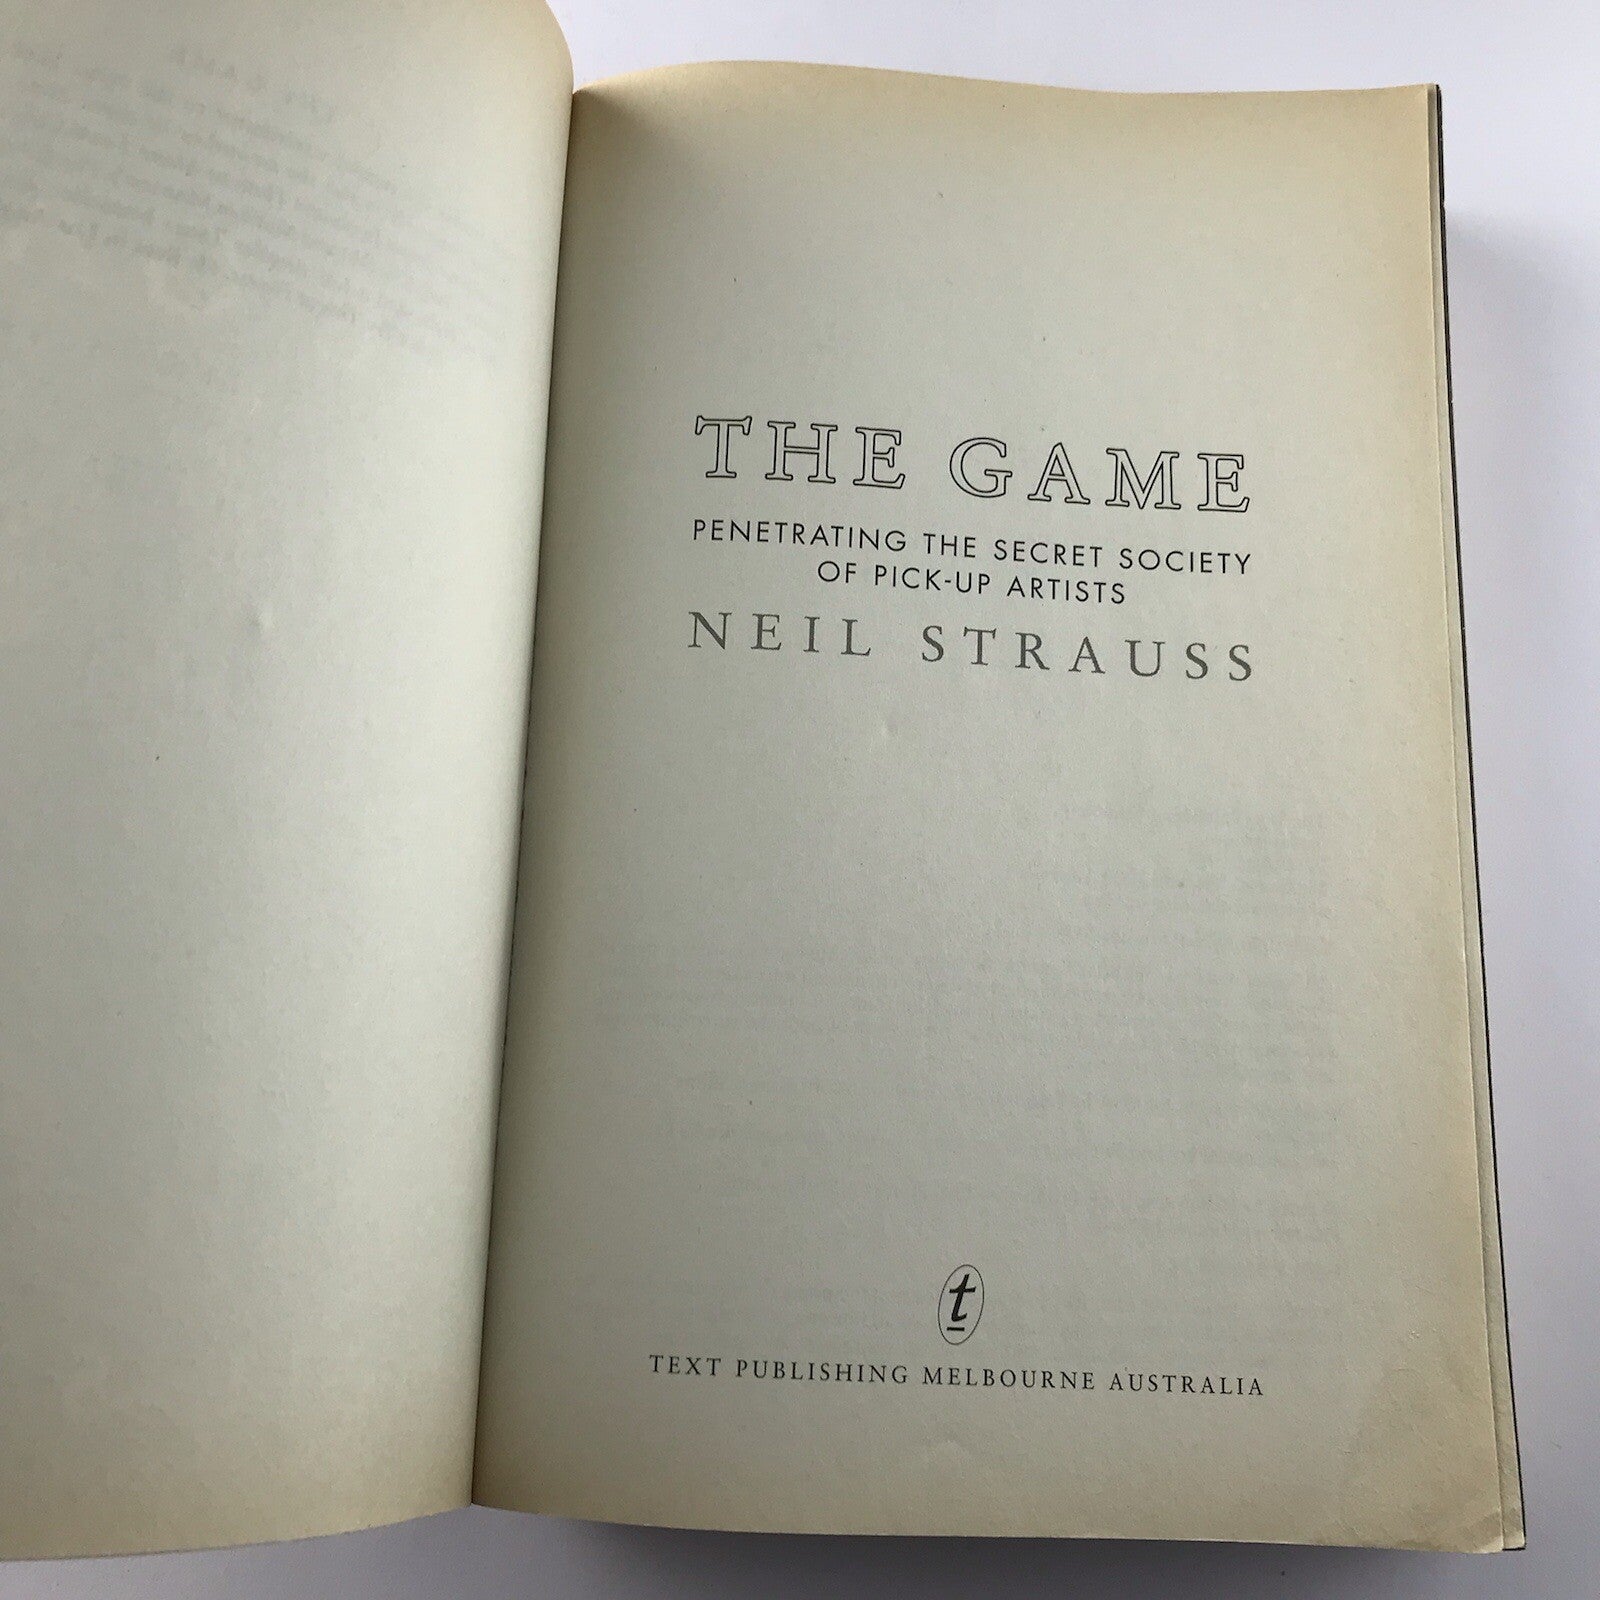 THE GAME
PENETRATING THE SECRET SOCIETY
OF PICK-UP ARTISTS
NEIL STRAUSS
t
TEXT PUBLISHING MELBOURNE AUSTRALIA